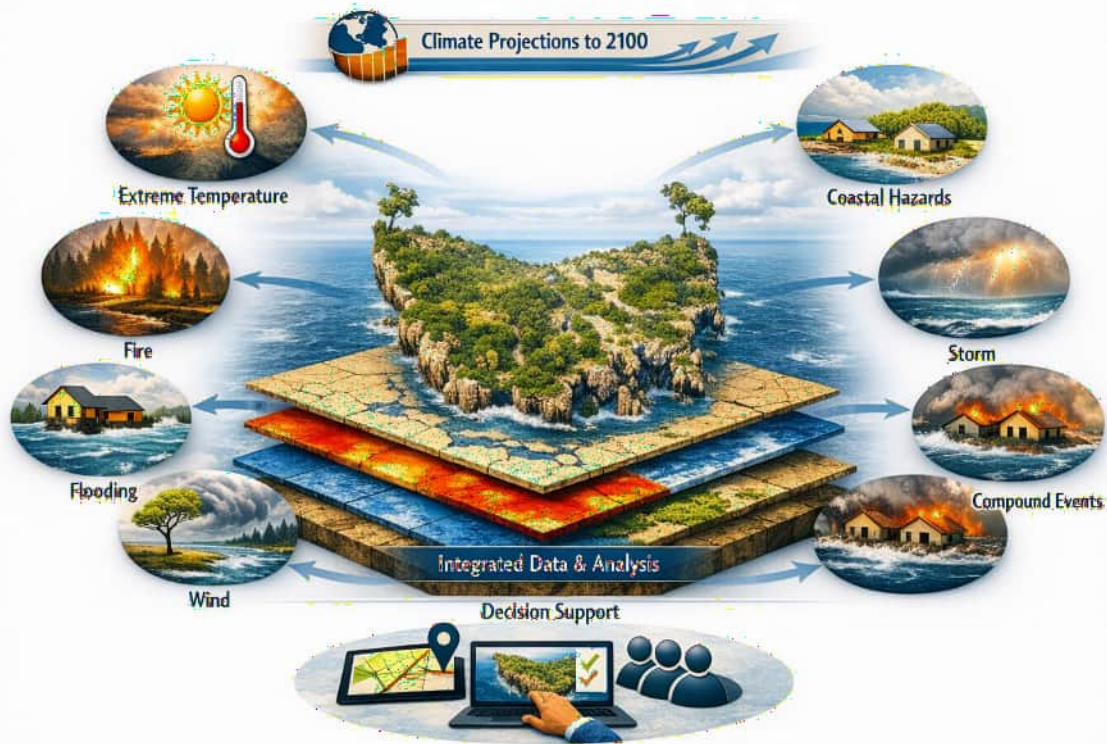 Climate Projections to 2100
Extreme Temperature
Coastal Hazards
Fire
Storm
Flooding
Compound Events
Wind
Integrated Data & Analysis
Decision Support